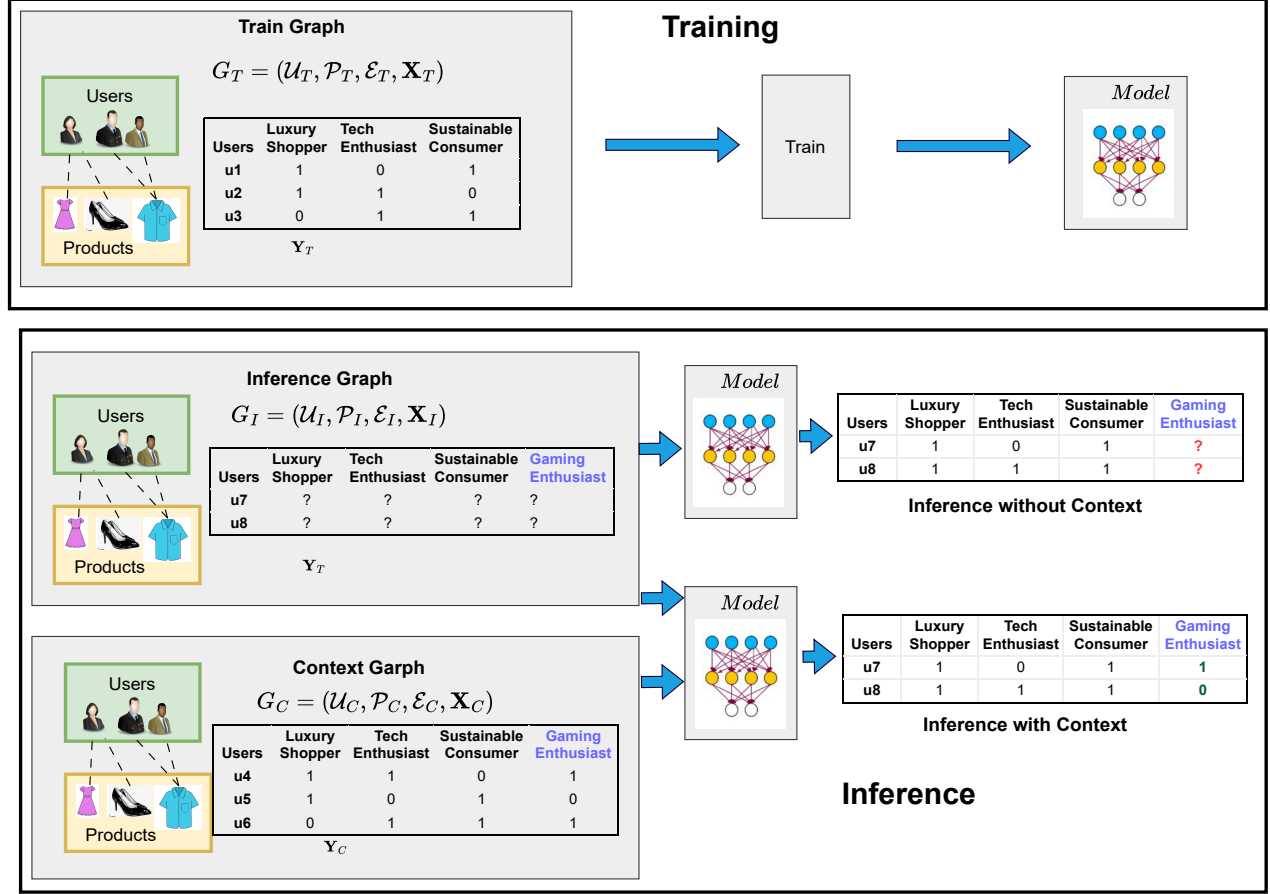 Training
Train Graph
G_T = (U_T, P_T, E_T, X_T)
Users
Products
Users Luxury Shopper Tech Enthusiast Sustainable Consumer
u1 1 0 1
u2 1 1 0
u3 0 1 1
Y_T
Train
Model
Inference Graph
G_I = (U_I, P_I, E_I, X_I)
Users
Products
Users Luxury Shopper Tech Enthusiast Sustainable Consumer Gaming Enthusiast
u7 ? ? ? ?
u8 ? ? ? ?
Y_T
Model
Users Luxury Shopper Tech Enthusiast Sustainable Consumer Gaming Enthusiast
u7 1 0 1 ?
u8 1 1 1 ?
Inference without Context
Context Garph
G_C = (U_C, P_C, E_C, X_C)
Users
Products
Users Luxury Shopper Tech Enthusiast Sustainable Consumer Gaming Enthusiast
u4 1 1 0 1
u5 1 0 1 0
u6 0 1 1 1
Y_C
Model
Users Luxury Shopper Tech Enthusiast Sustainable Consumer Gaming Enthusiast
u7 1 0 1 1
u8 1 1 1 0
Inference with Context
Inference